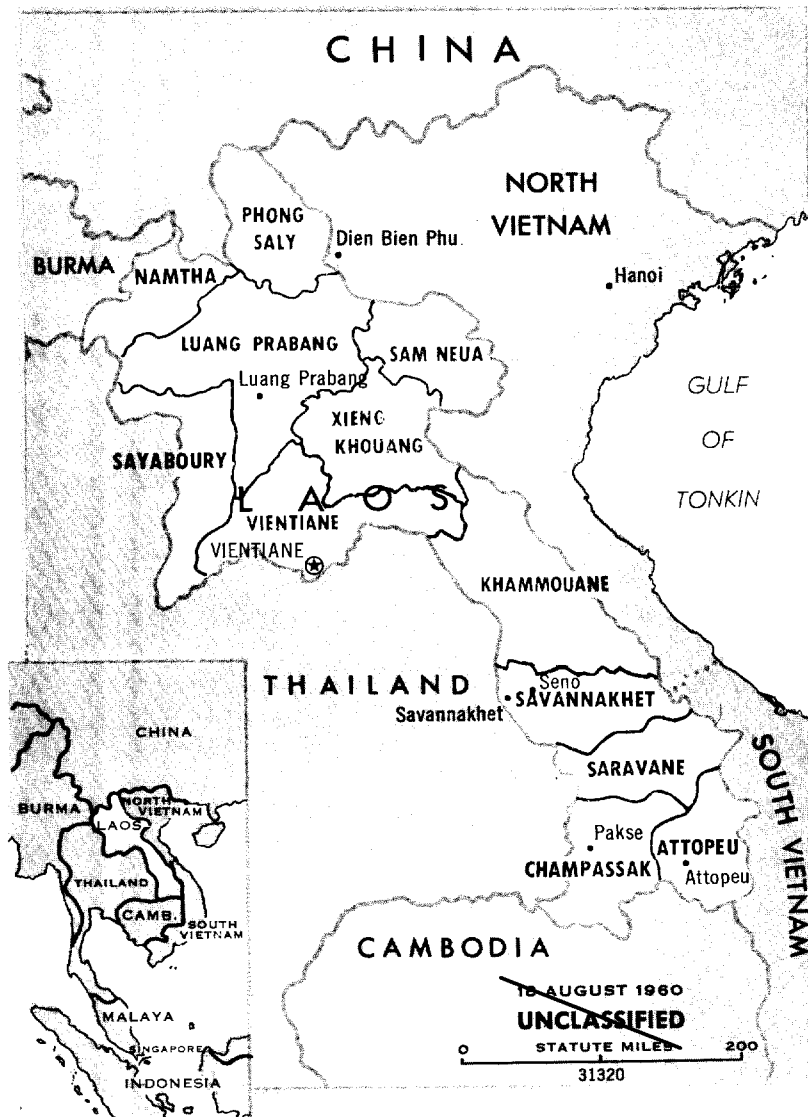 CHINA
NORTH
VIETNAM
PHONG
SALY
Dien Bien Phu
BURMA
NAMTHA
Hanoi
LUANG PRABANG
SAM NEUA
Luang Prabang
GULF
OF
TONKIN
XIENG
KHOUANG
SAYABOURY
LAOS
VIENTIANE
VIENTIANE
KHAMMOUANE
THAILAND
Seno
SAVANNAKHET
Savannakhet
SOUTH VIETNAM
SARAVANE
Pakse
CHAMPASSAK
ATTOPEU
Attopeu
CAMBODIA
CHINA
BURMA
NORTH
VIETNAM
LAOS
THAILAND
CAMB.
SOUTH
VIETNAM
MALAYA
SINGAPORE
INDONESIA
18 AUGUST 1960
UNCLASSIFIED
STATUTE MILES
0 200
31320